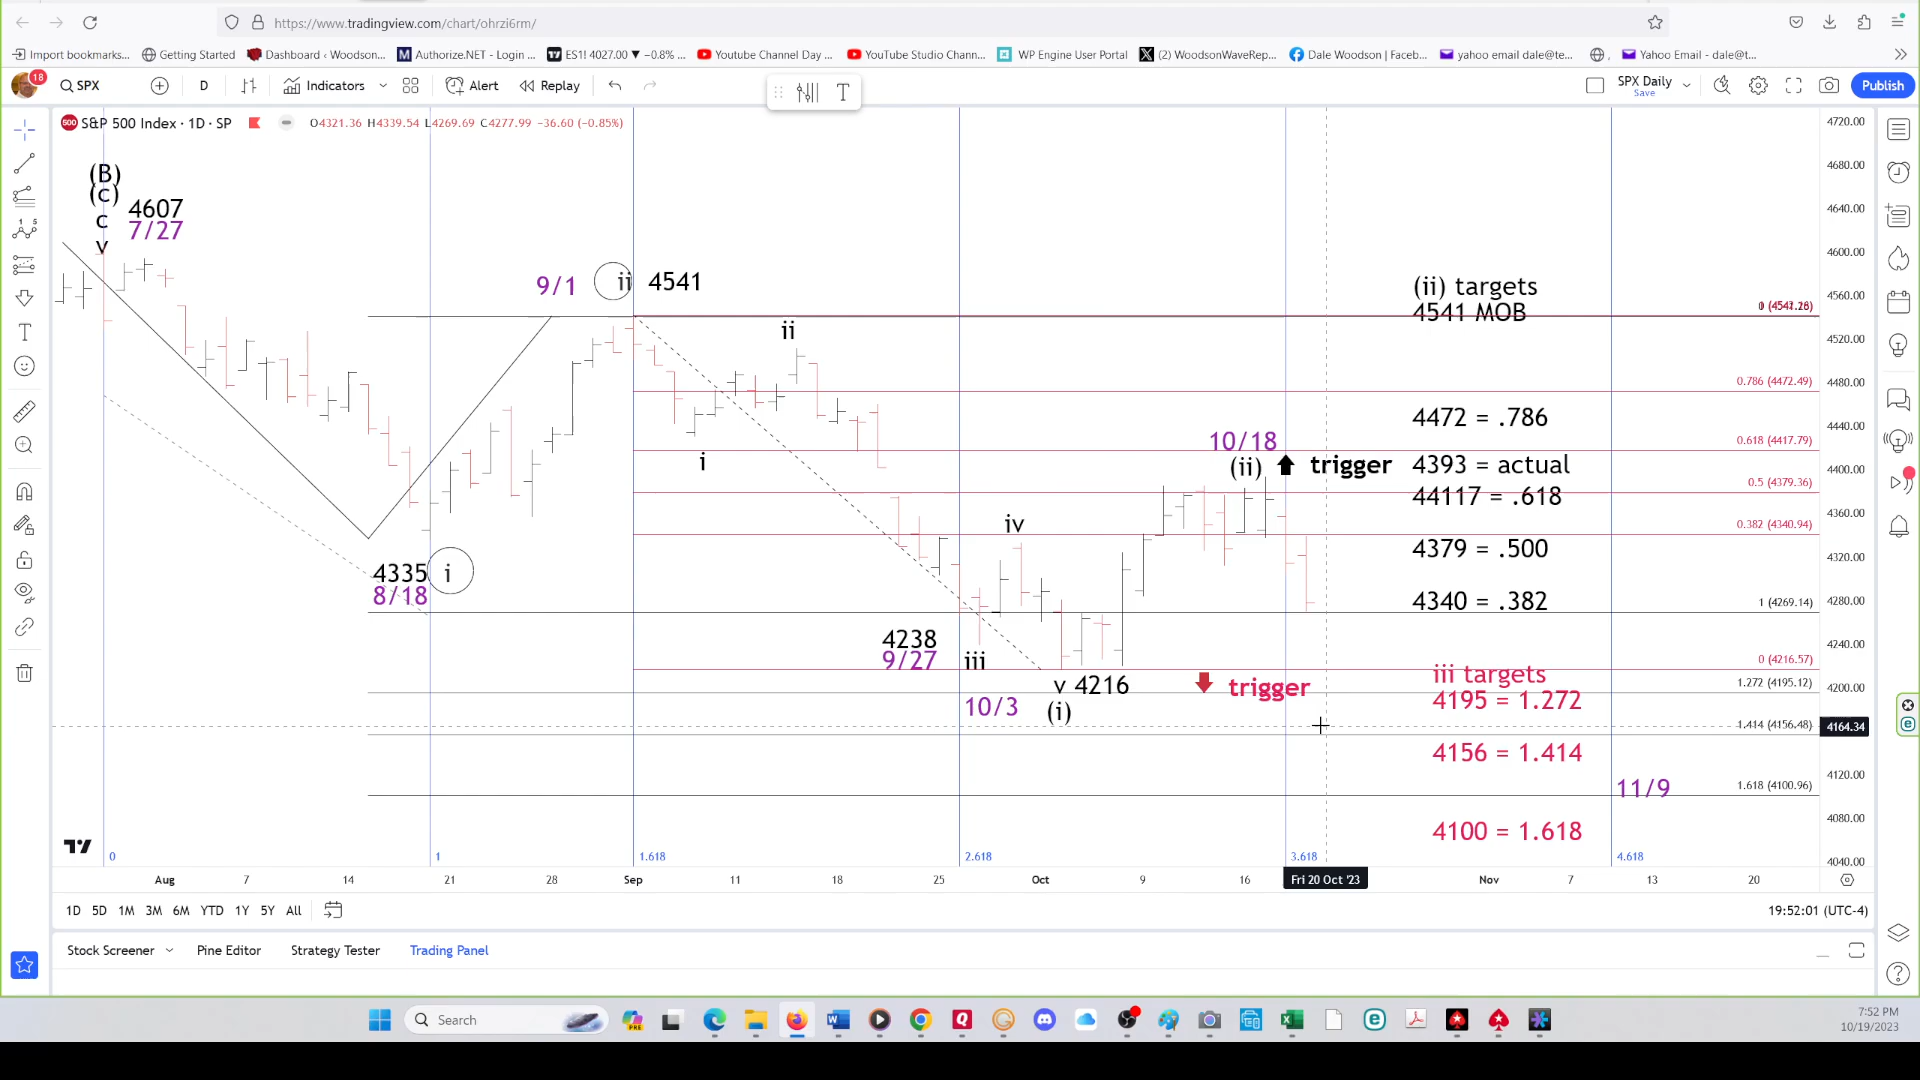 https://www.tradingview.com/chart/ohrzi6rm/
Import bookmarks...
Getting Started
Dashboard ‹ Woodson...
Authorize.NET - Login ...
ES1! 4027.00 ▼ −0.8% ...
Youtube Channel Day ...
YouTube Studio Chann...
WP Engine User Portal
(2) WoodsonWaveRep...
Dale Woodson | Faceb...
yahoo email dale@te...
Yahoo Email - dale@t...
18
SPX
D
Indicators
Alert
Replay
T
SPX Daily
Save
Publish
500
S&P 500 Index · 1D · SP
O4321.36 H4339.54 L4269.69 C4277.99 −36.60 (−0.85%)
(B)
(c)
c
v
4607
7/27
9/1
ii
4541
ii
i
4335
8/18
i
4238
9/27
iii
iv
v 4216
10/3
(i)
10/18
(ii)
trigger
trigger
(ii) targets
4541 MOB
4472 = .786
4393 = actual
44117 = .618
4379 = .500
4340 = .382
iii targets
4195 = 1.272
4156 = 1.414
4100 = 1.618
11/9
0.786 (4472.49)
0.618 (4417.79)
0.5 (4379.36)
0.382 (4340.94)
1 (4269.14)
0 (4216.57)
1.272 (4195.12)
1.414 (4156.48)
1.618 (4100.96)
4720.00
4680.00
4640.00
4600.00
4560.00
4520.00
4480.00
4440.00
4400.00
4360.00
4320.00
4280.00
4240.00
4200.00
4164.34
4120.00
4080.00
4040.00
0
1
1.618
2.618
3.618
4.618
Aug
7
14
21
28
Sep
11
18
25
Oct
9
16
Fri 20 Oct '23
Nov
7
13
20
1D 5D 1M 3M 6M YTD 1Y 5Y All
19:52:01 (UTC-4)
Stock Screener
Pine Editor
Strategy Tester
Trading Panel
Search
PRE
7:52 PM
10/19/2023